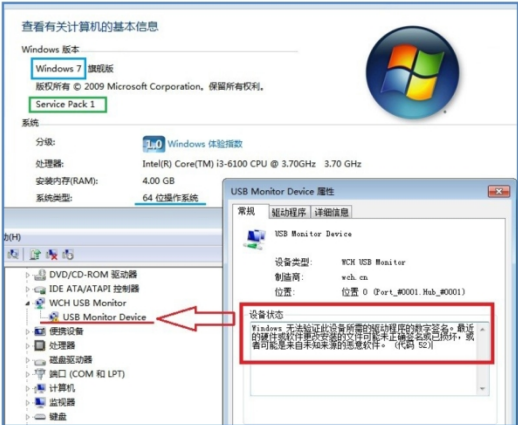 查看有关计算机的基本信息
Windows 版本
Windows 7 旗舰版
版权所有 © 2009 Microsoft Corporation。保留所有权利。
Service Pack 1
系统
分级:
1.0 Windows 体验指数
处理器:
Intel(R) Core(TM) i3-6100 CPU @ 3.70GHz 3.70 GHz
安装内存(RAM):
4.00 GB
系统类型:
64 位操作系统
(H)
DVD/CD-ROM 驱动器
IDE ATA/ATAPI 控制器
WCH USB Monitor
USB Monitor Device
便携设备
处理器
磁盘驱动器
端口 (COM 和 LPT)
计算机
监视器
键盘
USB Monitor Device 属性
常规 驱动程序 详细信息
USB Monitor Device
设备类型: WCH USB Monitor
制造商: wch.cn
位置: 位置 0 (Port_#0001.Hub_#0001)
设备状态
Windows 无法验证此设备所需的驱动程序的数字签名。最近
的硬件或软件更改安装的文件可能未正确签名或已损坏，或
者可能是来自未知来源的恶意软件。 (代码 52)